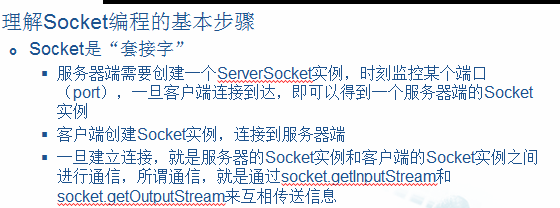 理解Socket编程的基本步骤
Socket是“套接字”
服务器端需要创建一个ServerSocket实例，时刻监控某个端口
（port），一旦客户端连接到达，即可以得到一个服务器端的Socket
实例
客户端创建Socket实例，连接到服务器端
一旦建立连接，就是服务器的Socket实例和客户端的Socket实例之间
进行通信，所谓通信，就是通过socket.getInputStream和
socket.getOutputStream来互相传送信息